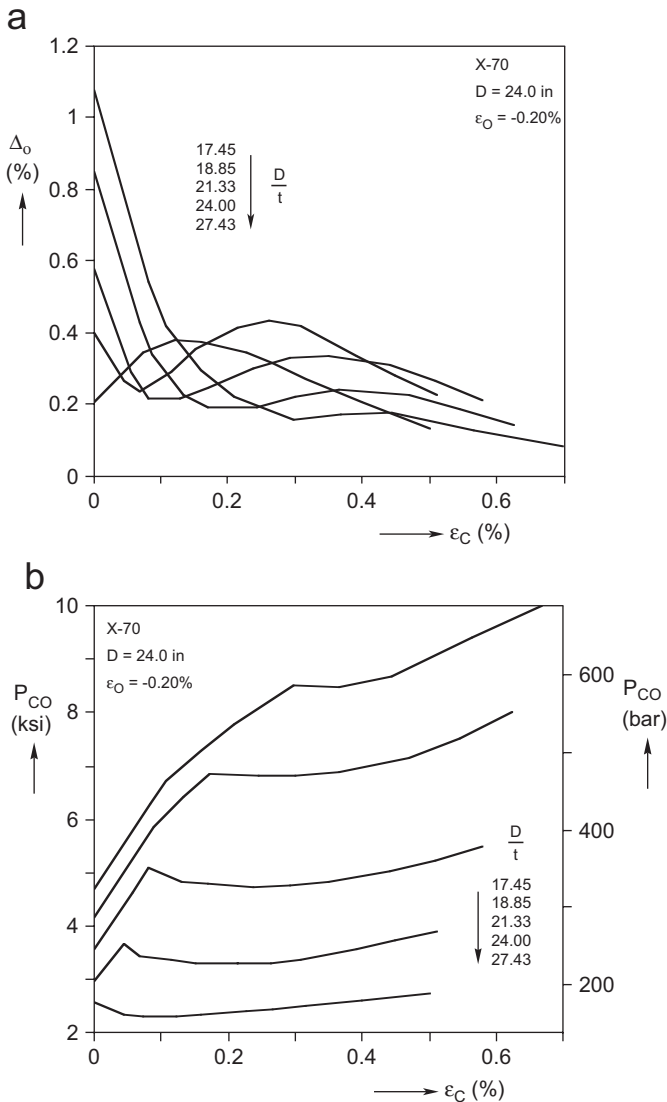 a
1.2
1
0.8
0.6
0.4
0.2
0
Δo
(%)
X-70
D = 24.0 in
εO = -0.20%
17.45
18.85
21.33
24.00
27.43
D
t
0
0.2
0.4
0.6
εC (%)
b
10
8
6
4
2
PCO
(ksi)
X-70
D = 24.0 in
εO = -0.20%
600
400
200
PCO
(bar)
D
t
17.45
18.85
21.33
24.00
27.43
0
0.2
0.4
0.6
εC (%)